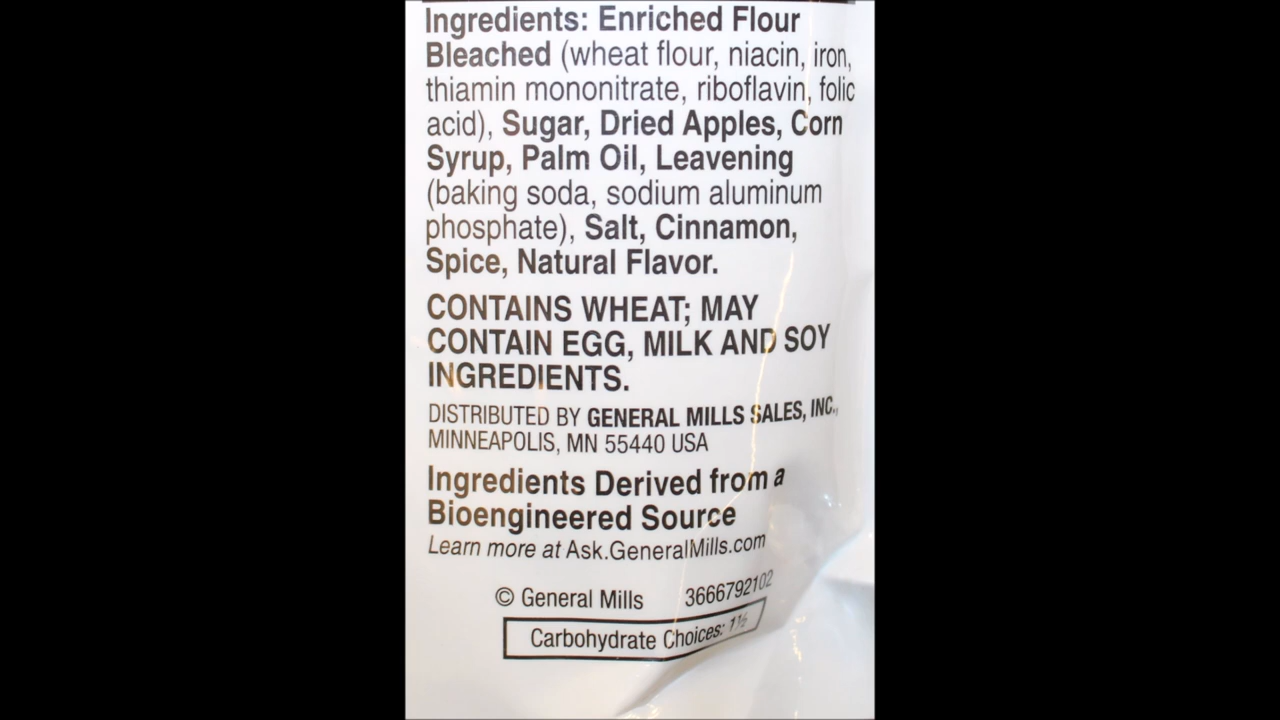 Ingredients: Enriched Flour
Bleached (wheat flour, niacin, iron,
thiamin mononitrate, riboflavin, folic
acid), Sugar, Dried Apples, Corn
Syrup, Palm Oil, Leavening
(baking soda, sodium aluminum
phosphate), Salt, Cinnamon,
Spice, Natural Flavor.
CONTAINS WHEAT; MAY
CONTAIN EGG, MILK AND SOY
INGREDIENTS.
DISTRIBUTED BY GENERAL MILLS SALES, INC.,
MINNEAPOLIS, MN 55440 USA
Ingredients Derived from a
Bioengineered Source
Learn more at Ask.GeneralMills.com
© General Mills 3666792102
Carbohydrate Choices: 1½